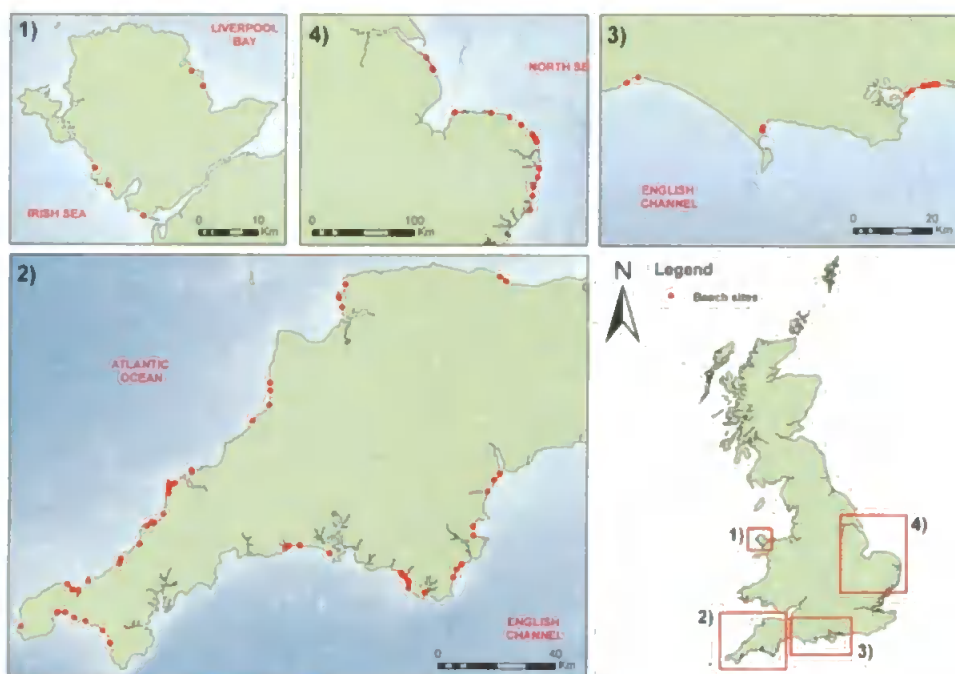 1)
LIVERPOOL
BAY
IRISH SEA
0
10
Km
4)
NORTH SE
0
100
Km
3)
ENGLISH
CHANNEL
0
20
Km
2)
ATLANTIC
OCEAN
ENGLISH
CHANNEL
0
40
Km
N
Legend
Beach sites
1)
4)
2)
3)